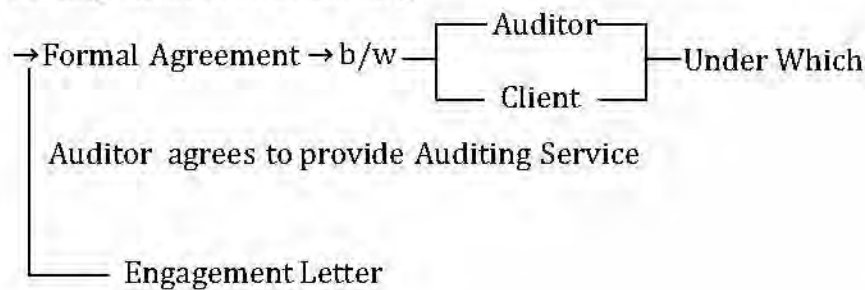 →Formal Agreement → b/w Auditor Client Under Which
Auditor agrees to provide Auditing Service
Engagement Letter